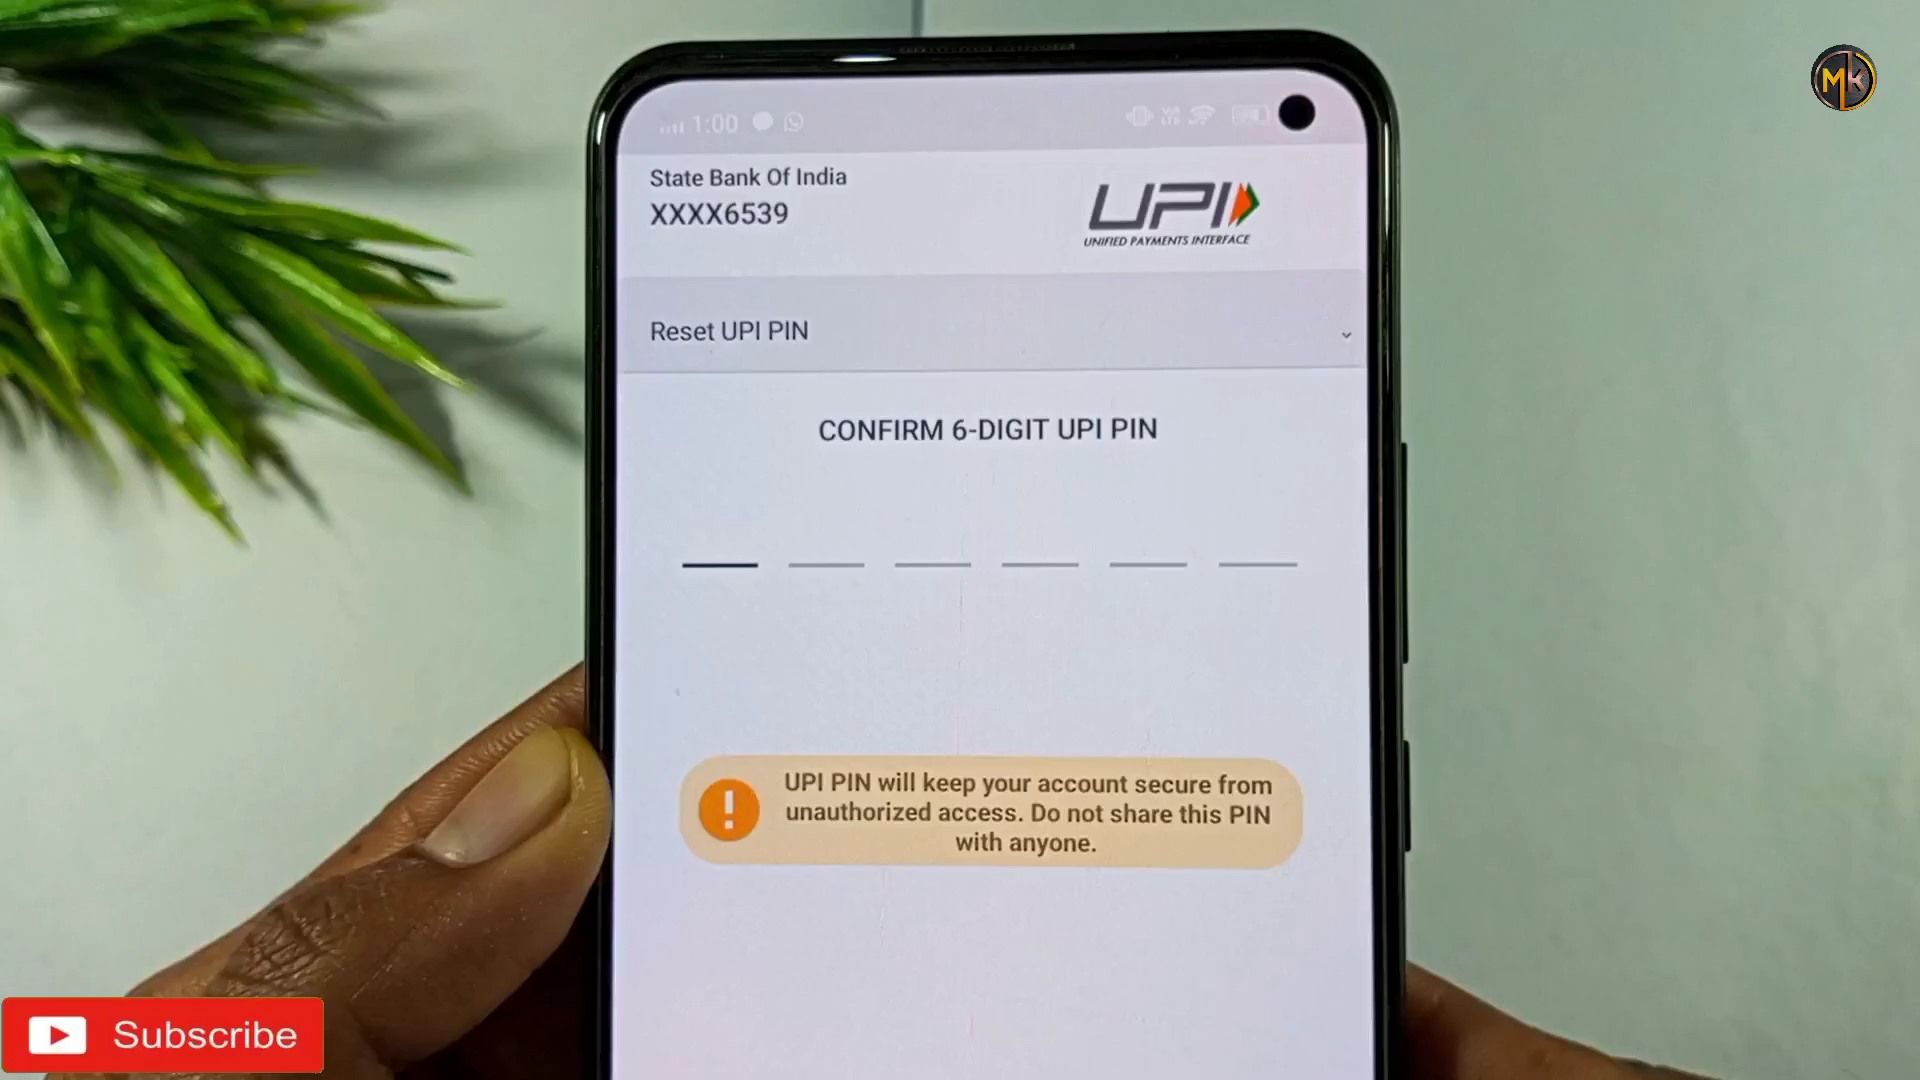 MK
1:00
State Bank Of India
XXXX6539
UPI
UNIFIED PAYMENTS INTERFACE
Reset UPI PIN
CONFIRM 6-DIGIT UPI PIN
UPI PIN will keep your account secure from
unauthorized access. Do not share this PIN
with anyone.
Subscribe